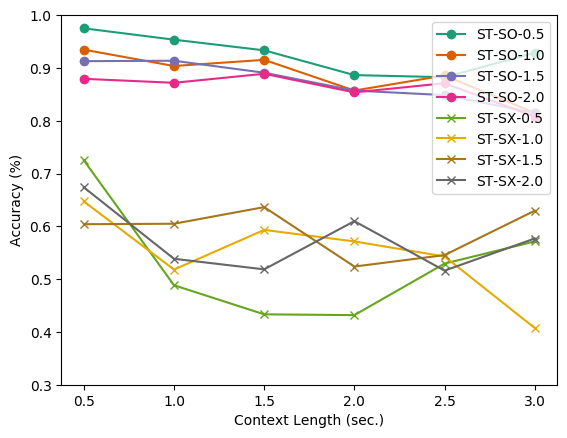 1.0
0.9
0.8
0.7
0.6
0.5
0.4
0.3
Accuracy (%)
0.5 1.0 1.5 2.0 2.5 3.0
Context Length (sec.)
ST-SO-0.5
ST-SO-1.0
ST-SO-1.5
ST-SO-2.0
ST-SX-0.5
ST-SX-1.0
ST-SX-1.5
ST-SX-2.0